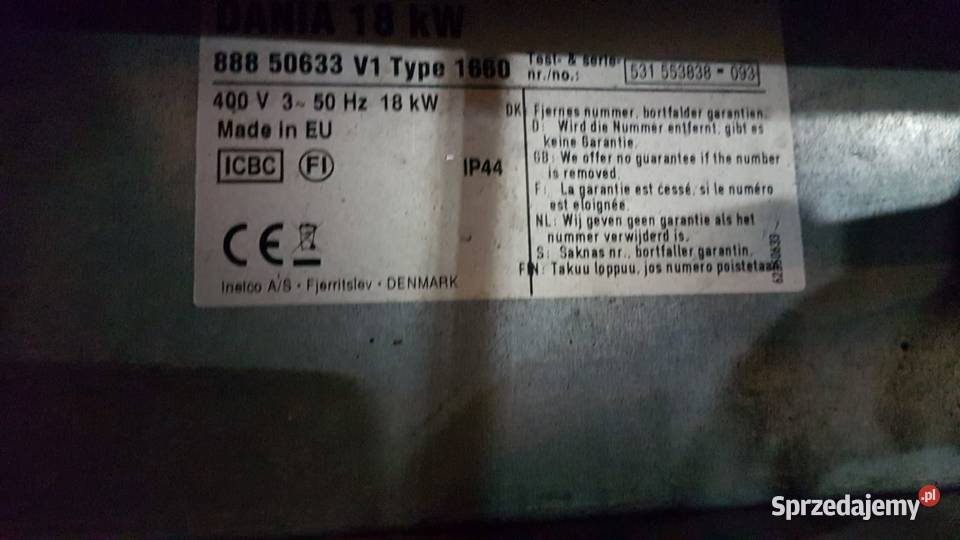 DANIA 18 kW
888 50633 V1 Type 1660
Test- & serie-
nr./no.:
531 553838 - 093
400 V 3~ 50 Hz 18 kW
Made in EU
ICBC FI IP44
CE
Inelco A/S · Fjerritslev · DENMARK
DK: Fjernes nummer, bortfalder garantien.
D: Wird die Nummer entfernt, gibt es
keine Garantie.
GB: We offer no guarantee if the number
is removed.
F: La garantie est cessé, si le numéro
est eloignée.
NL: Wij geven geen garantie als het
nummer verwijderd is.
S: Saknas nr., bortfaller garantin.
FIN: Takuu loppuu, jos numero poistetaan
Sprzedajemy.pl